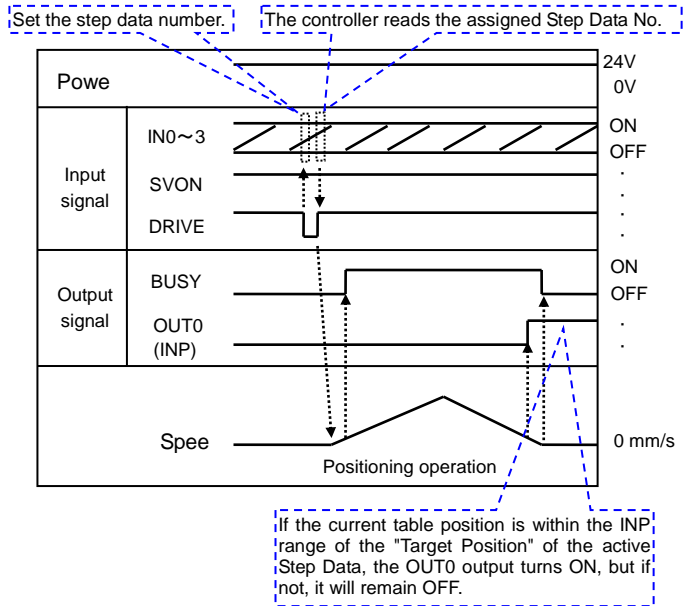 Set the step data number.
The controller reads the assigned Step Data No.
Powe
24V
0V
Input
signal
IN0～3
ON
OFF
SVON
.
.
DRIVE
.
Output
signal
BUSY
ON
OFF
OUT0
(INP)
.
.
Spee
0 mm/s
Positioning operation
If the current table position is within the INP
range of the "Target Position" of the active
Step Data, the OUT0 output turns ON, but if
not, it will remain OFF.